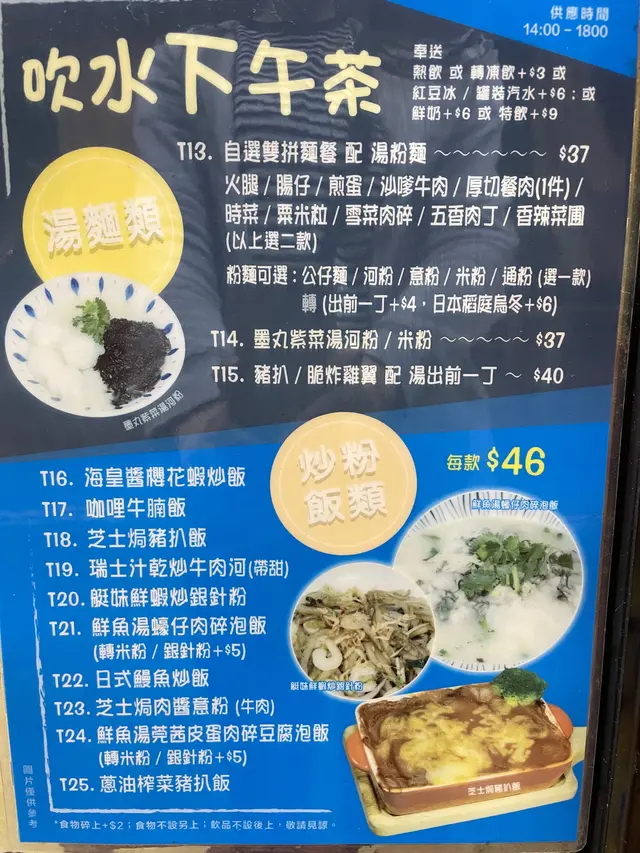 供應時間
14:00 - 1800
吹水下午茶
奉送
熱飲 或 轉凍飲+$3 或
紅豆冰 / 罐裝汽水+$6 ; 或
鮮奶+$6 或 特飲+$9
湯麵類
T13. 自選雙拼麵餐 配 湯粉麵 ～～～～～～ $37
火腿 / 腸仔 / 煎蛋 / 沙嗲牛肉 / 厚切餐肉(1件) /
時菜 / 粟米粒 / 雪菜肉碎 / 五香肉丁 / 香辣菜圃
(以上選二款)
粉麵可選 : 公仔麵 / 河粉 / 意粉 / 米粉 / 通粉 (選一款)
轉 (出前一丁+$4，日本稻庭烏冬+$6)
T14. 墨丸紫菜湯河粉 / 米粉 ～～～～～ $37
T15. 豬扒 / 脆炸雞翼 配 湯出前一丁 ～ $40
墨丸紫菜湯河粉
炒粉
飯類
每款 $46
T16. 海皇醬櫻花蝦炒飯
T17. 咖哩牛腩飯
T18. 芝士焗豬扒飯
T19. 瑞士汁乾炒牛肉河(帶甜)
T20. 艇味鮮蝦炒銀針粉
T21. 鮮魚湯蠔仔肉碎泡飯
(轉米粉 / 銀針粉+$5)
T22. 日式鰻魚炒飯
T23. 芝士焗肉醬意粉 (牛肉)
T24. 鮮魚湯莞茜皮蛋肉碎豆腐泡飯
(轉米粉 / 銀針粉+$5)
T25. 蔥油榨菜豬扒飯
鮮魚湯蠔仔肉碎泡飯
艇味鮮蝦炒銀針粉
芝士焗豬扒飯
圖片僅供參考
*食物碎上+$2 ; 食物不設另上 ; 飲品不設後上，敬請見諒。